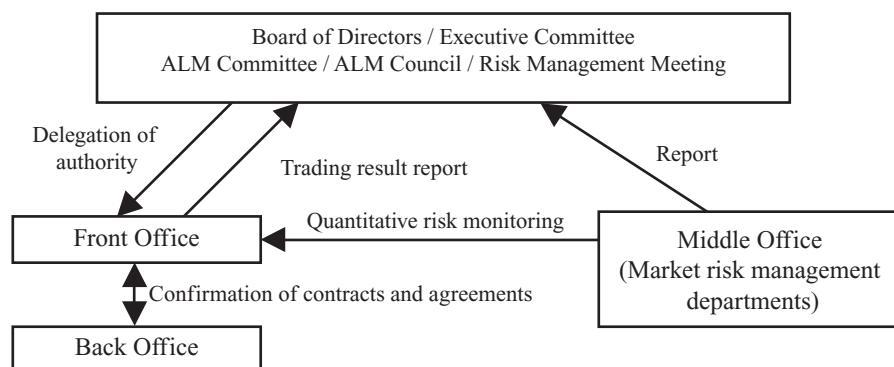 Board of Directors / Executive Committee
ALM Committee / ALM Council / Risk Management Meeting
Delegation of
authority
Trading result report
Report
Front Office
Quantitative risk monitoring
Middle Office
(Market risk management
departments)
Confirmation of contracts and agreements
Back Office